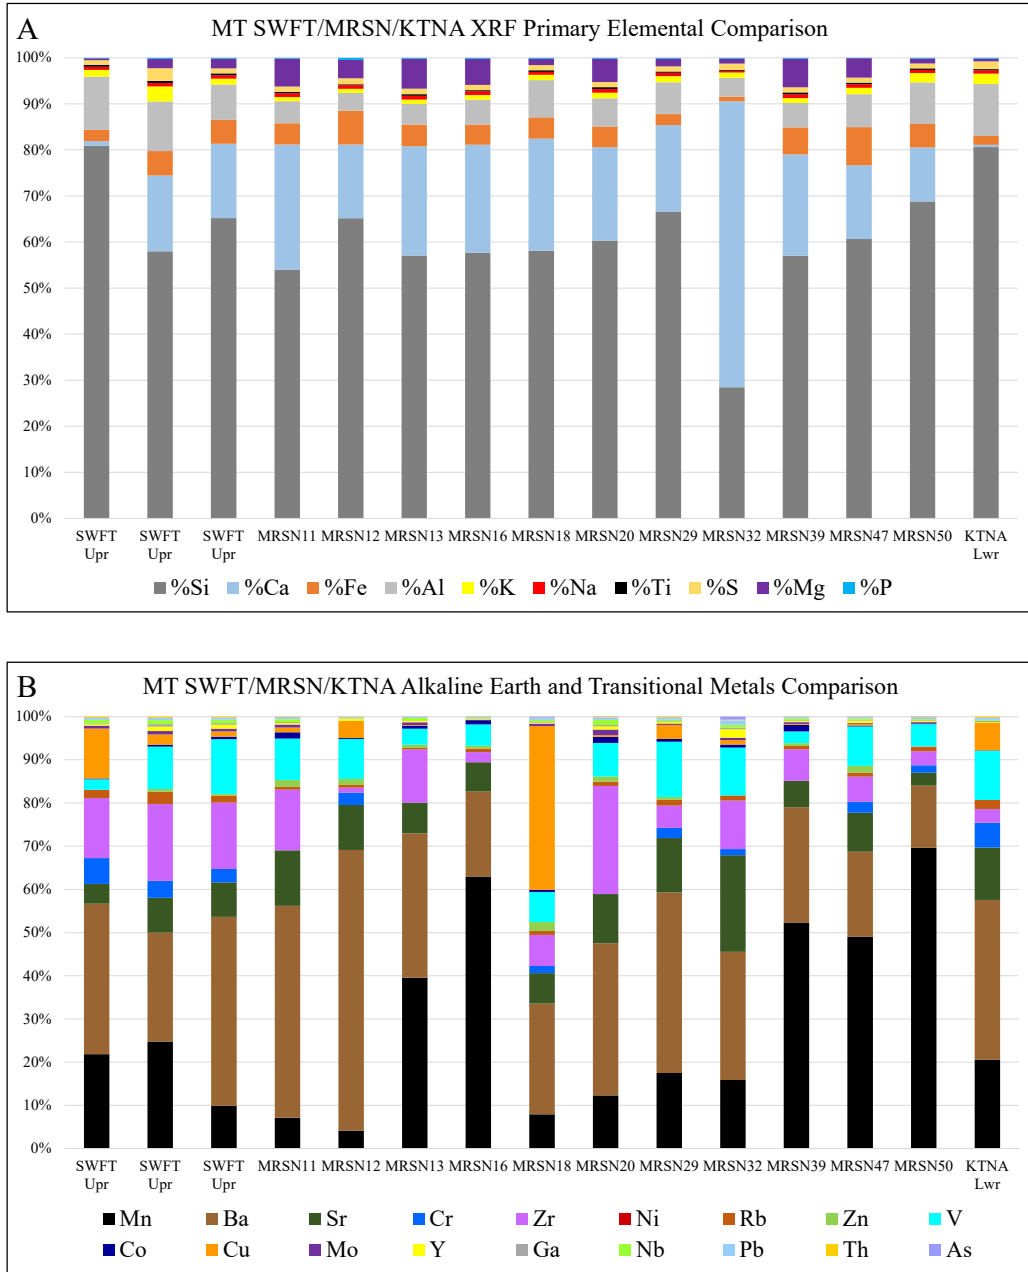 A
MT SWFT/MRSN/KTNA XRF Primary Elemental Comparison
100%
90%
80%
70%
60%
50%
40%
30%
20%
10%
0%
SWFT Upr SWFT Upr SWFT Upr MRSN11 MRSN12 MRSN13 MRSN16 MRSN18 MRSN20 MRSN29 MRSN32 MRSN39 MRSN47 MRSN50 KTNA Lwr
%Si %Ca %Fe %Al %K %Na %Ti %S %Mg %P
B
MT SWFT/MRSN/KTNA Alkaline Earth and Transitional Metals Comparison
100%
90%
80%
70%
60%
50%
40%
30%
20%
10%
0%
SWFT Upr SWFT Upr SWFT Upr MRSN11 MRSN12 MRSN13 MRSN16 MRSN18 MRSN20 MRSN29 MRSN32 MRSN39 MRSN47 MRSN50 KTNA Lwr
Mn Ba Sr Cr Zr Ni Rb Zn V
Co Cu Mo Y Ga Nb Pb Th As